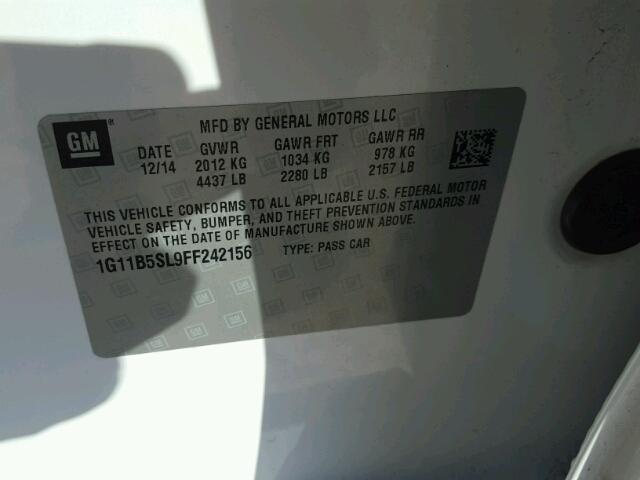 GM ®
MFD BY GENERAL MOTORS LLC
DATE GVWR GAWR FRT GAWR RR
12/14 2012 KG 1034 KG 978 KG
4437 LB 2280 LB 2157 LB
THIS VEHICLE CONFORMS TO ALL APPLICABLE U.S. FEDERAL MOTOR
VEHICLE SAFETY, BUMPER, AND THEFT PREVENTION STANDARDS IN
EFFECT ON THE DATE OF MANUFACTURE SHOWN ABOVE.
1G11B5SL9FF242156 TYPE: PASS CAR